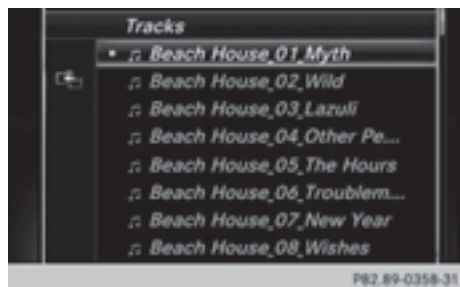 Tracks
Beach House_01_Myth
Beach House_02_Wild
Beach House_03_Lazuli
Beach House_04_Other Pe...
Beach House_05_The Hours
Beach House_06_Troublem...
Beach House_07_New Year
Beach House_08_Wishes
P82.89-0358-31